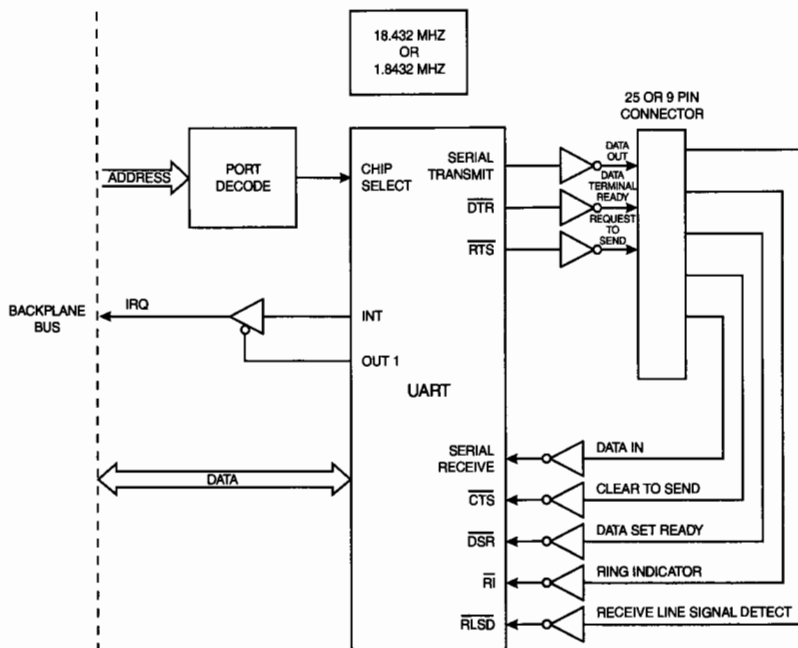 18.432 MHZ
OR
1.8432 MHZ
25 OR 9 PIN
CONNECTOR
ADDRESS
PORT
DECODE
CHIP
SELECT
SERIAL
TRANSMIT
DATA
OUT
DATA
TERMINAL
READY
DTR
REQUEST
TO
SEND
RTS
BACKPLANE
BUS
IRQ
INT
OUT 1
UART
SERIAL
RECEIVE
DATA IN
DATA
CTS
CLEAR TO SEND
DSR
DATA SET READY
RI
RING INDICATOR
RLSD
RECEIVE LINE SIGNAL DETECT